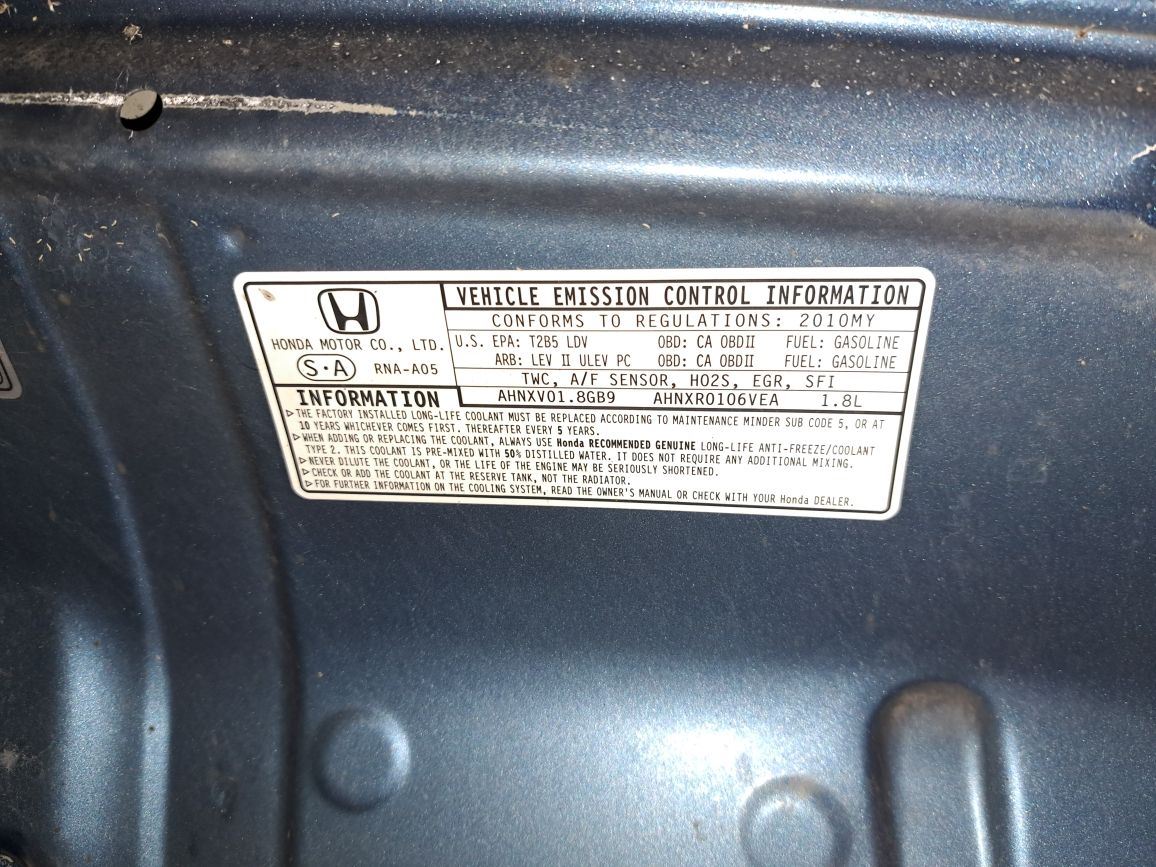 VEHICLE EMISSION CONTROL INFORMATION
CONFORMS TO REGULATIONS: 2010MY
HONDA MOTOR CO., LTD.
U.S. EPA: T2B5 LDV OBD: CA OBDII FUEL: GASOLINE
S·A RNA-A05
ARB: LEV II ULEV PC OBD: CA OBDII FUEL: GASOLINE
TWC, A/F SENSOR, HO2S, EGR, SFI
INFORMATION
AHNXV01.8GB9 AHNXR0106VEA 1.8L
▷THE FACTORY INSTALLED LONG-LIFE COOLANT MUST BE REPLACED ACCORDING TO MAINTENANCE MINDER SUB CODE 5, OR AT
10 YEARS WHICHEVER COMES FIRST. THEREAFTER EVERY 5 YEARS.
▷WHEN ADDING OR REPLACING THE COOLANT, ALWAYS USE Honda RECOMMENDED GENUINE LONG-LIFE ANTI-FREEZE/COOLANT
TYPE 2. THIS COOLANT IS PRE-MIXED WITH 50% DISTILLED WATER. IT DOES NOT REQUIRE ANY ADDITIONAL MIXING.
▷NEVER DILUTE THE COOLANT, OR THE LIFE OF THE ENGINE MAY BE SERIOUSLY SHORTENED.
▷CHECK OR ADD THE COOLANT AT THE RESERVE TANK, NOT THE RADIATOR.
▷FOR FURTHER INFORMATION ON THE COOLING SYSTEM, READ THE OWNER'S MANUAL OR CHECK WITH YOUR Honda DEALER.